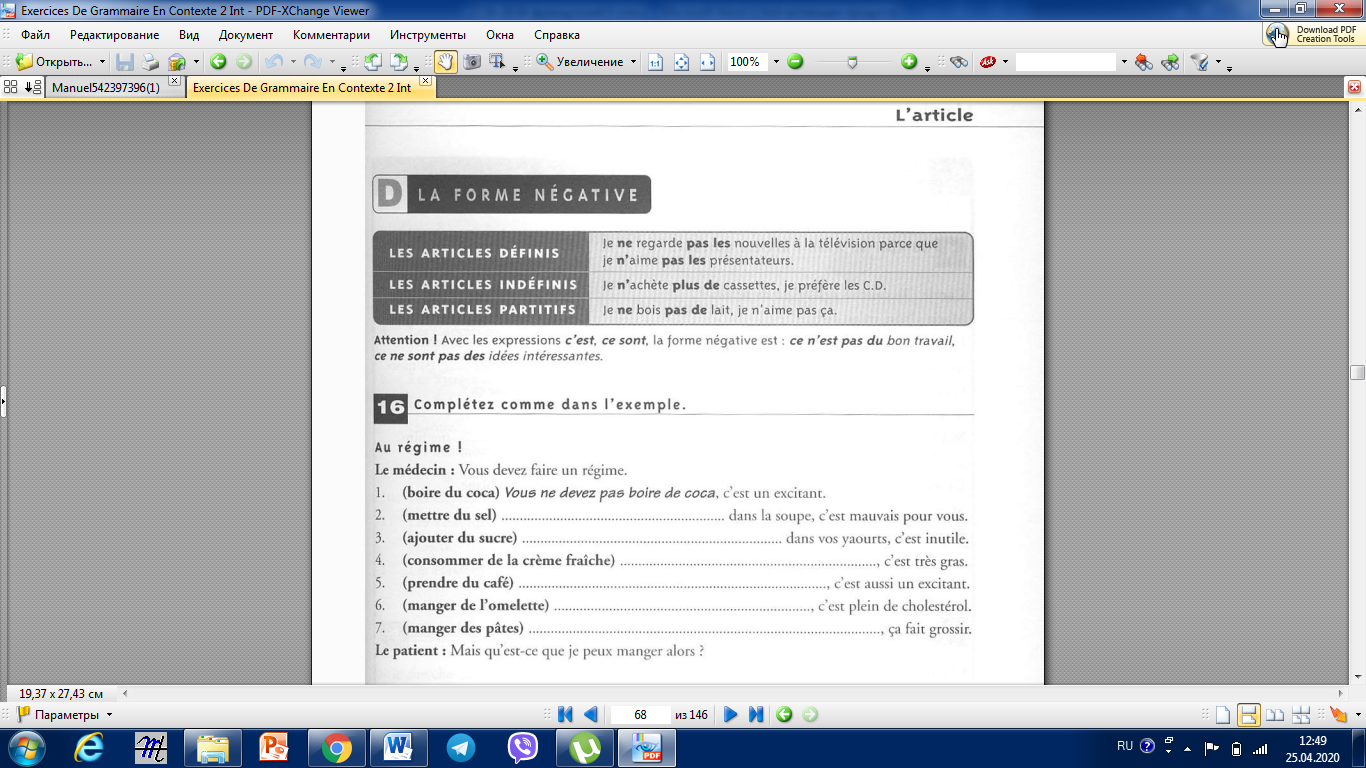 Exercices De Grammaire En Contexte 2 Int - PDF-XChange Viewer
Файл Редактирование Вид Документ Комментарии Инструменты Окна Справка
Download PDF
Creation Tools
Открыть... Увеличение 100%
Manuel542397396(1) Exercices De Grammaire En Contexte 2 Int
L'article
D LA FORME NÉGATIVE
LES ARTICLES DÉFINIS Je ne regarde pas les nouvelles à la télévision parce que
je n'aime pas les présentateurs.
LES ARTICLES INDÉFINIS Je n'achète plus de cassettes, je préfère les C.D.
LES ARTICLES PARTITIFS Je ne bois pas de lait, je n'aime pas ça.
Attention ! Avec les expressions c'est, ce sont, la forme négative est : ce n'est pas du bon travail,
ce ne sont pas des idées intéressantes.
16 Complétez comme dans l'exemple.
Au régime !
Le médecin : Vous devez faire un régime.
1. (boire du coca) Vous ne devez pas boire de coca, c'est un excitant.
2. (mettre du sel) ........................................................ dans la soupe, c'est mauvais pour vous.
3. (ajouter du sucre) ................................................................ dans vos yaourts, c'est inutile.
4. (consommer de la crème fraîche) ................................................................, c'est très gras.
5. (prendre du café) ............................................................................, c'est aussi un excitant.
6. (manger de l'omelette) ................................................................, c'est plein de cholestérol.
7. (manger des pâtes) ........................................................................................, ça fait grossir.
Le patient : Mais qu'est-ce que je peux manger alors ?
19,37 x 27,43 см
Параметры 68 из 146
RU 12:49
25.04.2020